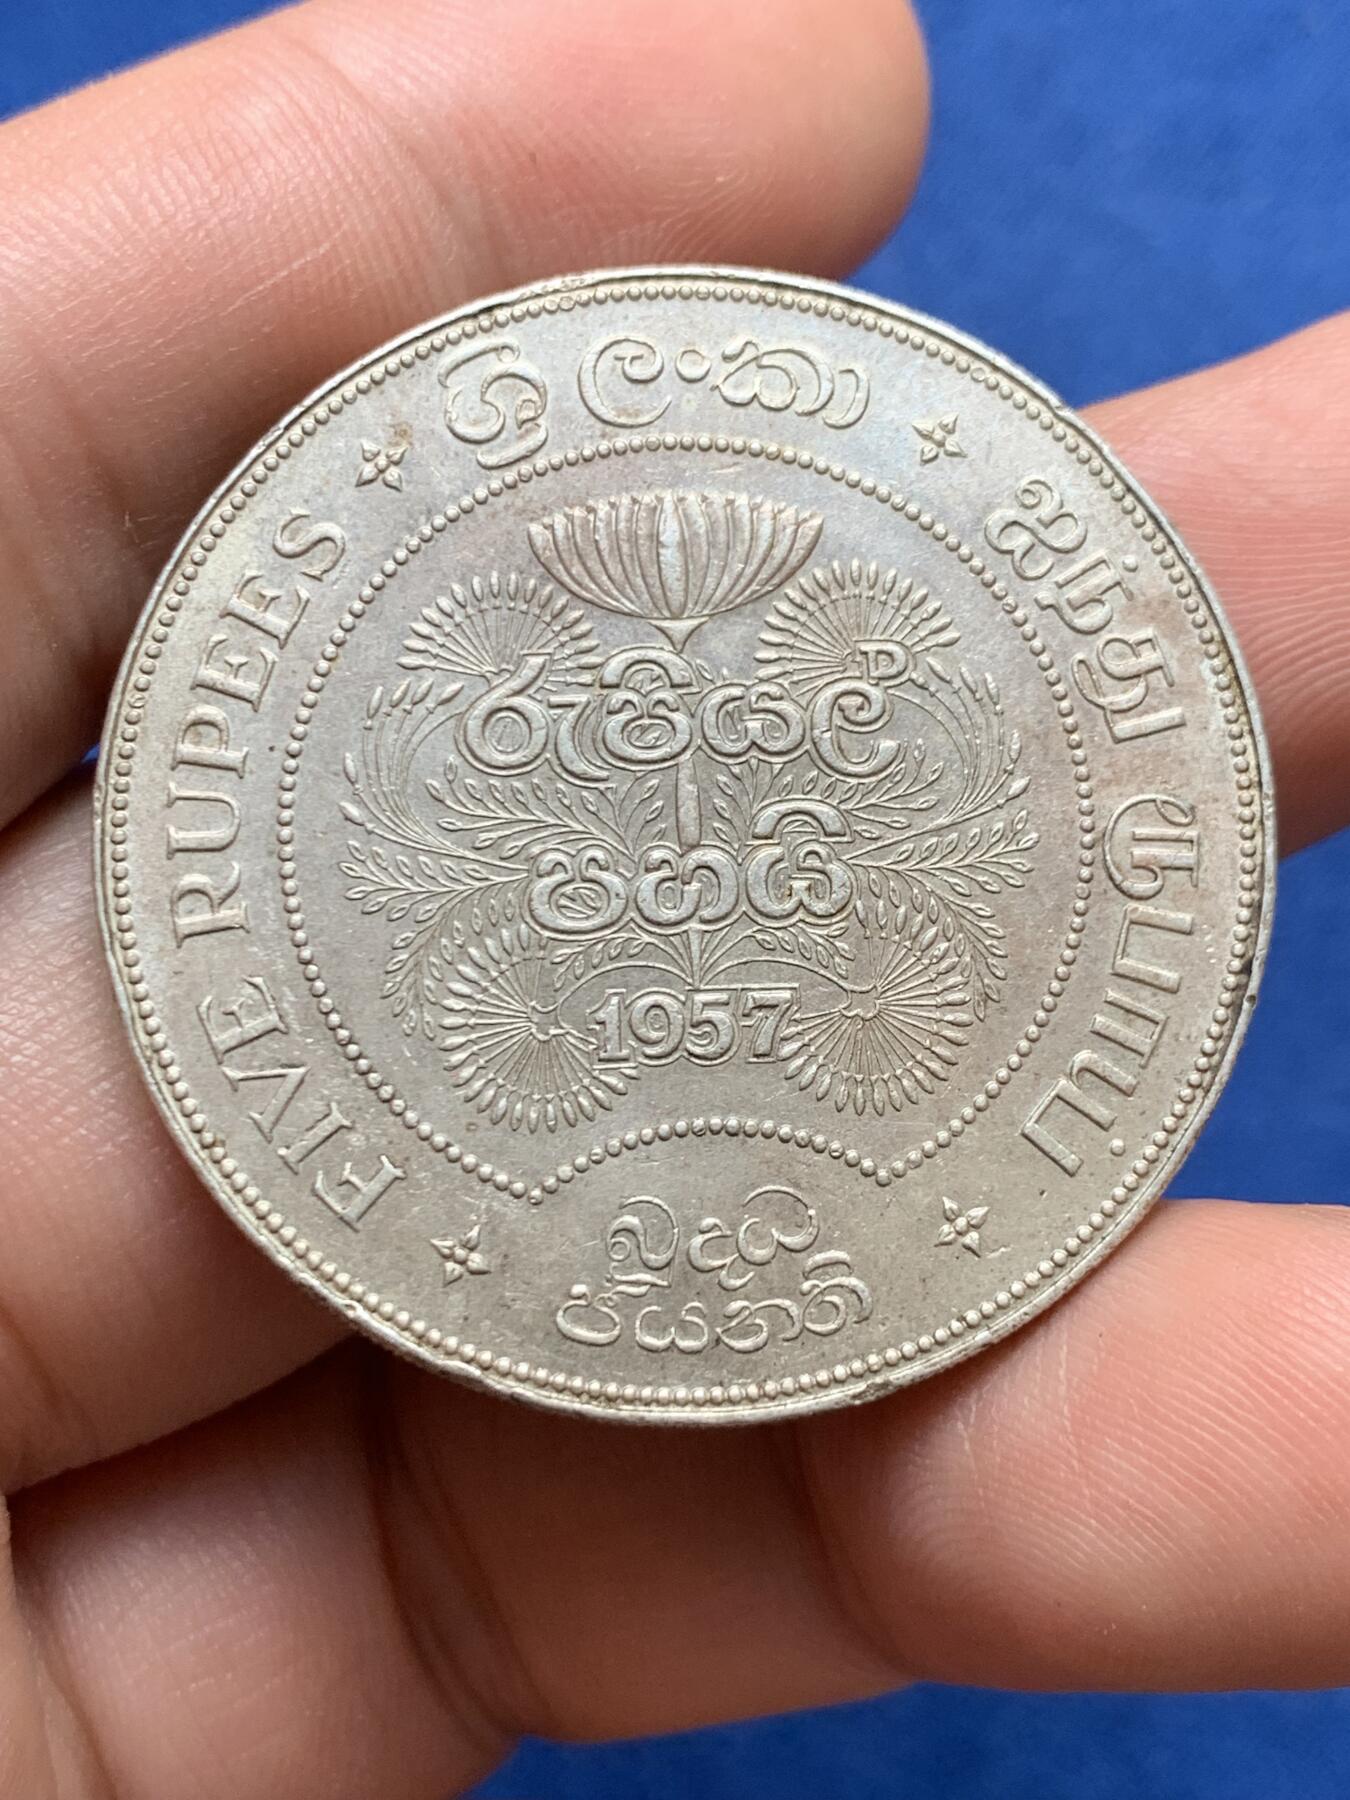 ශ්‍රී ලංකා
ஐந்து ரூபாய்
FIVE RUPEES
රුපියල්
පහයි
1957
බුද්ධ
ජයන්ති